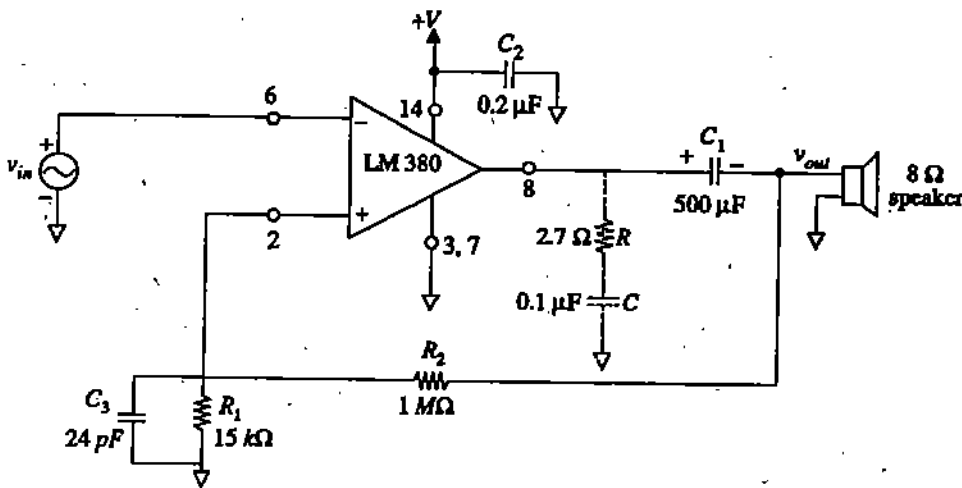 +V
C₂
0.2 μF
6
14
−
LM 380
v_in
+
−
8
C₁
+ −
500 μF
v_out
8 Ω
speaker
2
+
3, 7
2.7 Ω R
0.1 μF C
R₂
1 MΩ
C₃
24 pF
R₁
15 kΩ